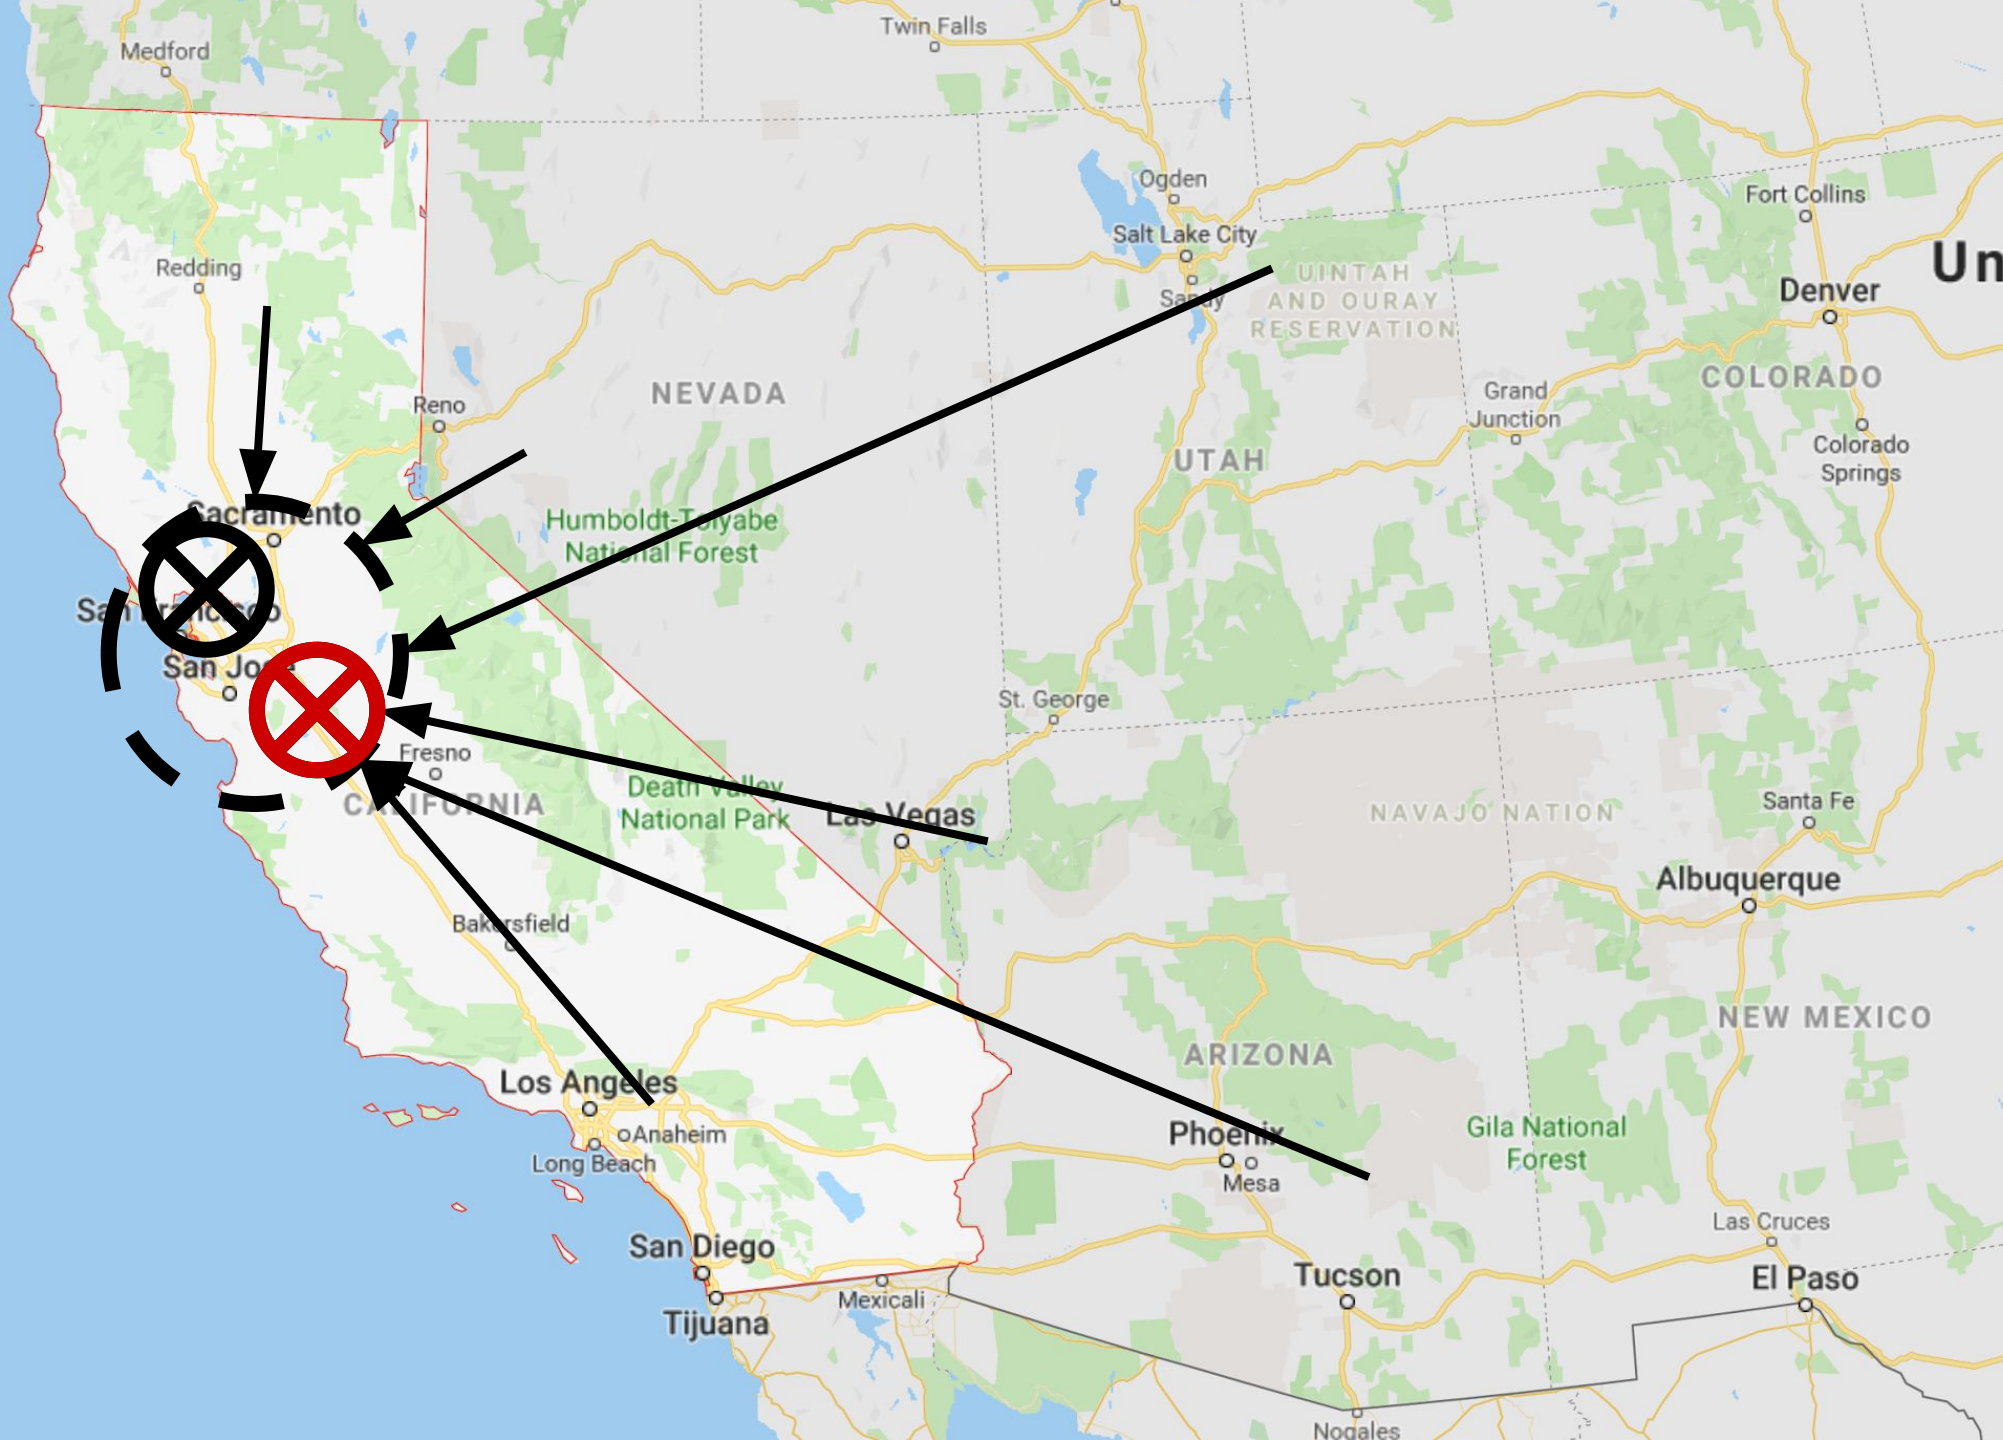 Twin Falls
Medford
Ogden
Fort Collins
Salt Lake City
Un
Redding
UINTAH
AND OURAY
RESERVATION
Sandy
Denver
COLORADO
NEVADA
Grand
Junction
Reno
Colorado
Springs
UTAH
Sacramento
Humboldt-Toiyabe
National Forest
San Francisco
San Jose
St. George
Fresno
Death Valley
National Park
CALIFORNIA
Las Vegas
NAVAJO NATION
Santa Fe
Albuquerque
Bakersfield
NEW MEXICO
ARIZONA
Los Angeles
Anaheim
Long Beach
Phoenix
Mesa
Gila National
Forest
Las Cruces
San Diego
Tucson
El Paso
Mexicali
Tijuana
Nogales